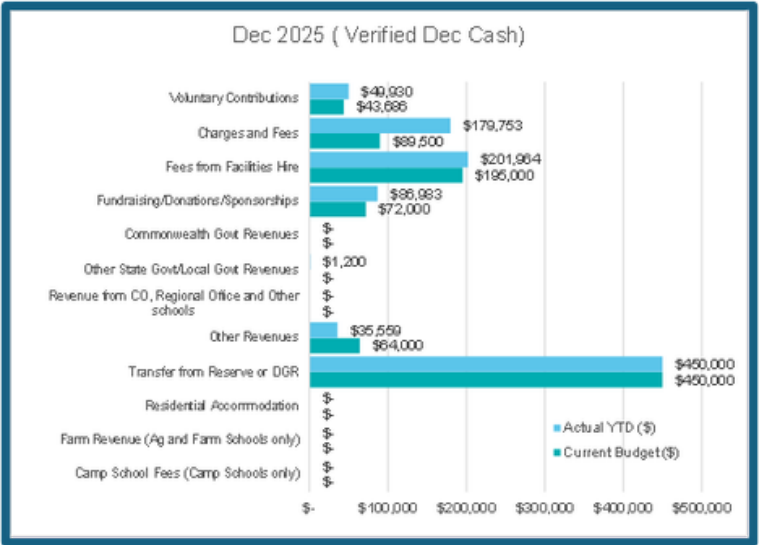 Dec 2025 ( Verified Dec Cash)
Voluntary Contributions
$49,930
$43,686
Charges and Fees
$179,753
$89,500
Fees from Facilities Hire
$201,964
$195,000
Fundraising/Donations/Sponsorships
$86,983
$72,000
Commonwealth Govt Revenues
$-
$-
Other State Govt/Local Govt Revenues
$1,200
$-
Revenue from CO, Regional Office and Other
schools
$-
$-
Other Revenues
$35,559
$64,000
Transfer from Reserve or DGR
$450,000
$450,000
Residential Accommodation
$-
$-
Farm Revenue (Ag and Farm Schools only)
$-
$-
Camp School Fees (Camp Schools only)
$-
$-
Actual YTD ($)
Current Budget ($)
$- $100,000 $200,000 $300,000 $400,000 $500,000